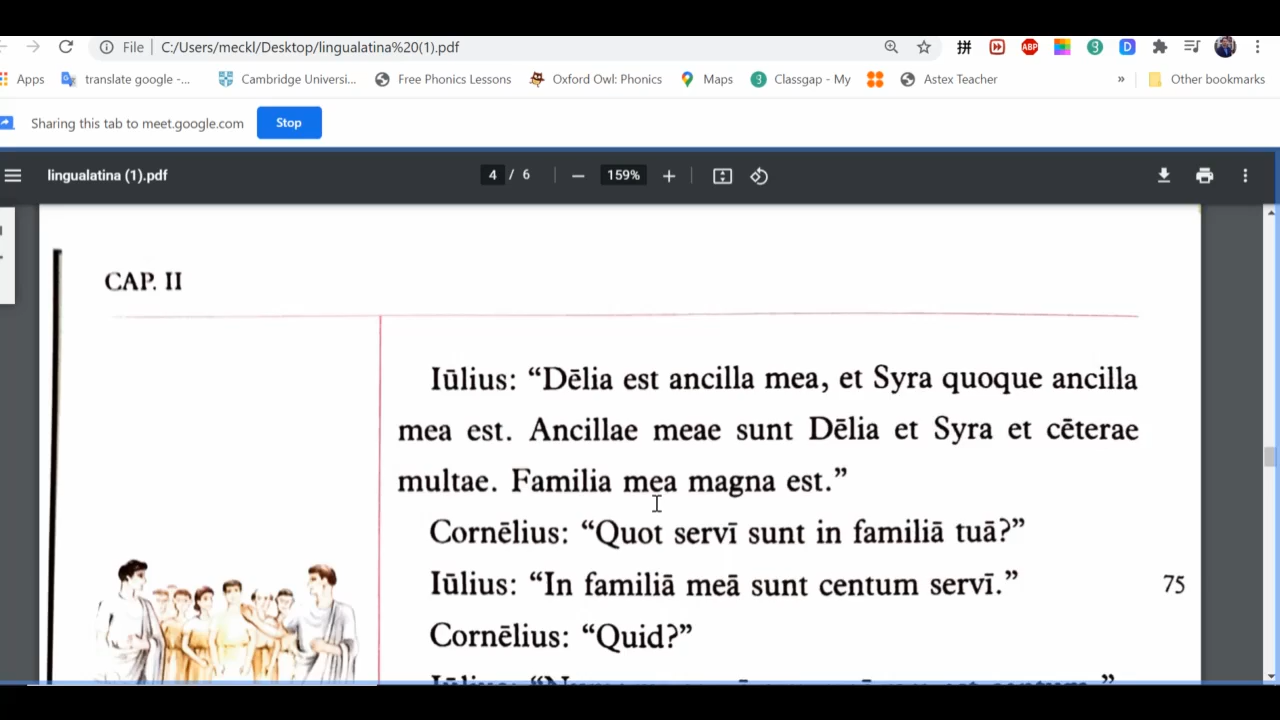 File C:/Users/meckl/Desktop/lingualatina%20(1).pdf
Apps translate google -... Cambridge Universi... Free Phonics Lessons Oxford Owl: Phonics Maps Classgap - My Astex Teacher » Other bookmarks
Sharing this tab to meet.google.com Stop
lingualatina (1).pdf 4 / 6 — 159% +
CAP. II
Iūlius: “Dēlia est ancilla mea, et Syra quoque ancilla
mea est. Ancillae meae sunt Dēlia et Syra et cēterae
multae. Familia mea magna est.”
Cornēlius: “Quot servī sunt in familiā tuā?”
Iūlius: “In familiā meā sunt centum servī.” 75
Cornēlius: “Quid?”
Iūlius: